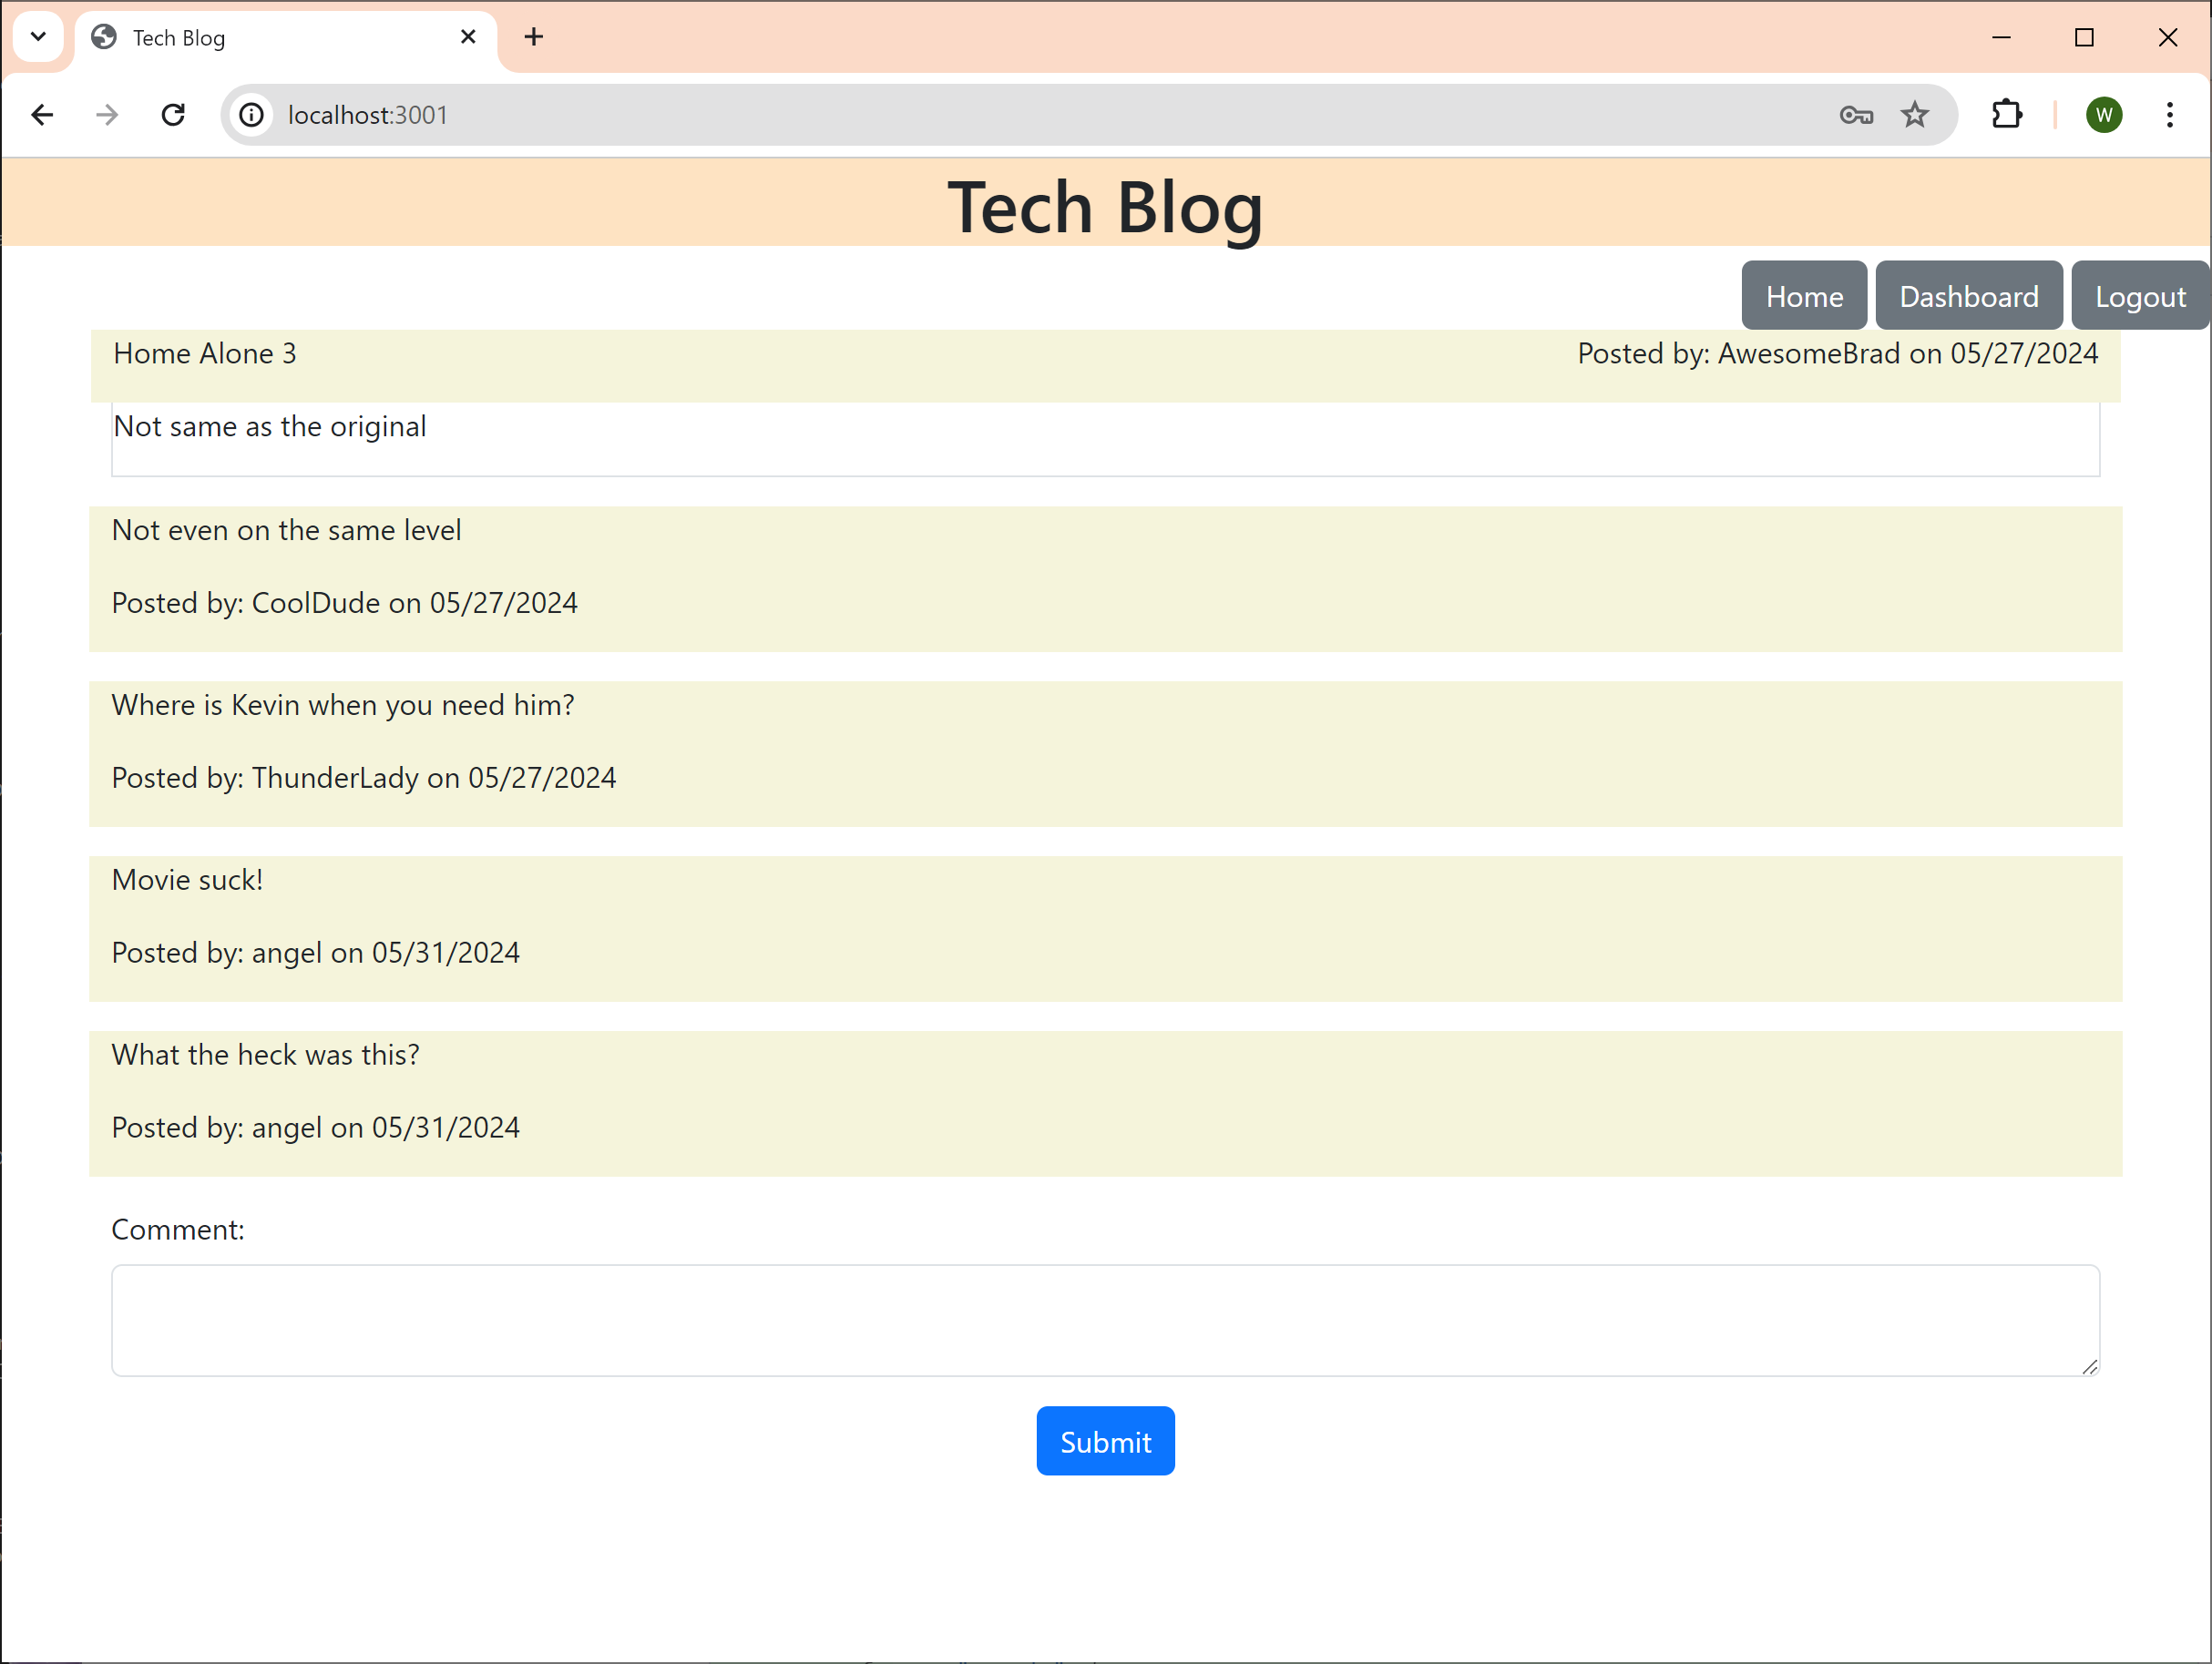 Tech Blog
localhost:3001
W
Tech Blog
Home Dashboard Logout
Home Alone 3 Posted by: AwesomeBrad on 05/27/2024
Not same as the original
Not even on the same level
Posted by: CoolDude on 05/27/2024
Where is Kevin when you need him?
Posted by: ThunderLady on 05/27/2024
Movie suck!
Posted by: angel on 05/31/2024
What the heck was this?
Posted by: angel on 05/31/2024
Comment:
Submit